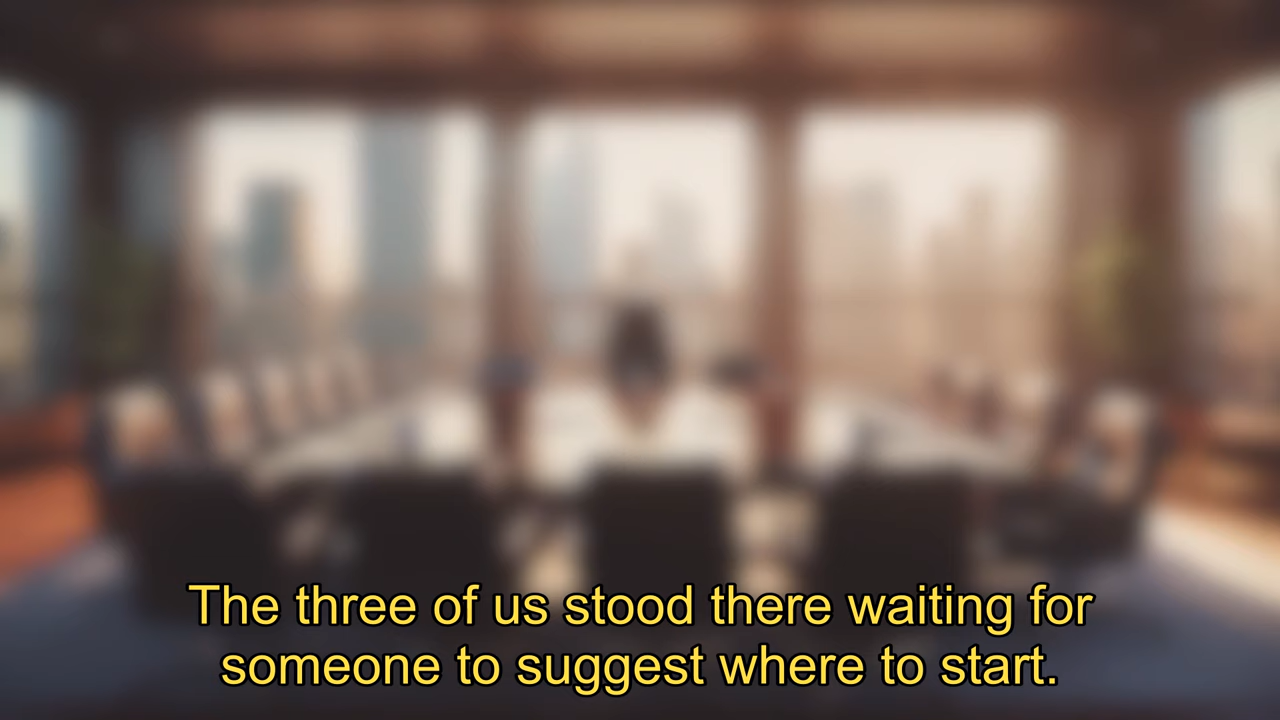 The three of us stood there waiting for
someone to suggest where to start.